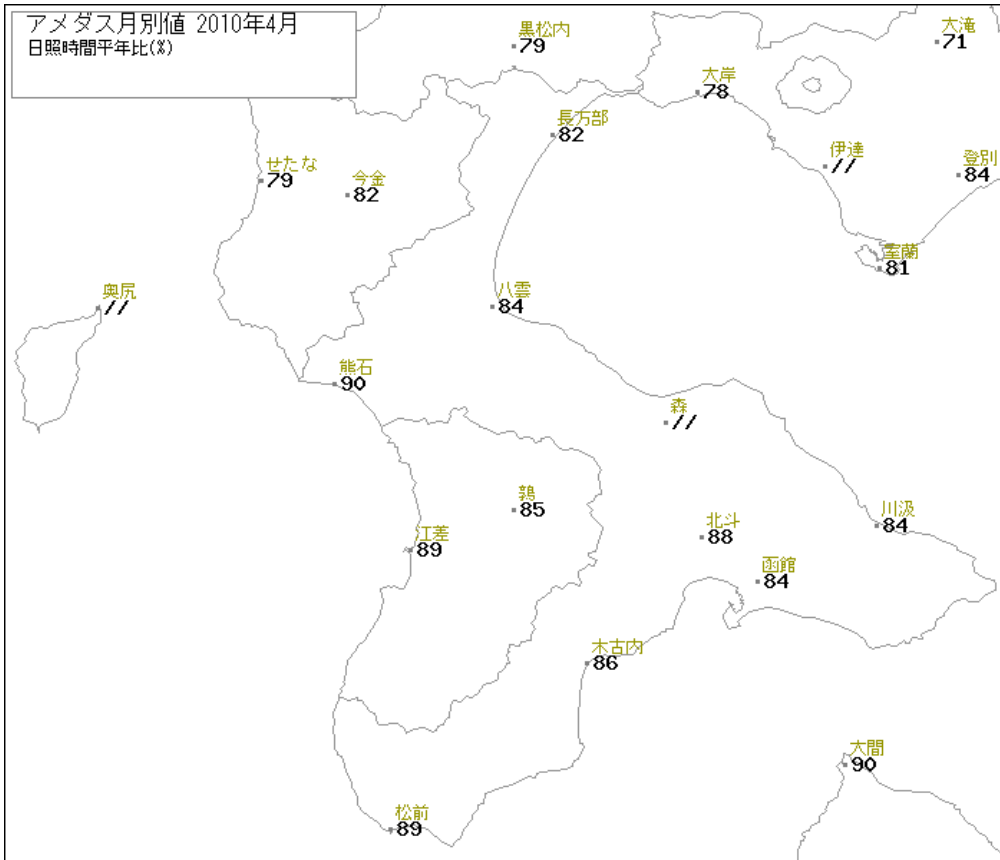 アメダス月別値 2010年4月
日照時間平年比(%)
黒松内
79
大滝
71
大岸
78
長万部
82
伊達
//
登別
84
せたな
79
今金
82
室蘭
81
奥尻
//
八雲
84
熊石
90
森
//
鶉
85
川汲
84
北斗
88
江差
89
函館
84
木古内
86
大間
90
松前
89